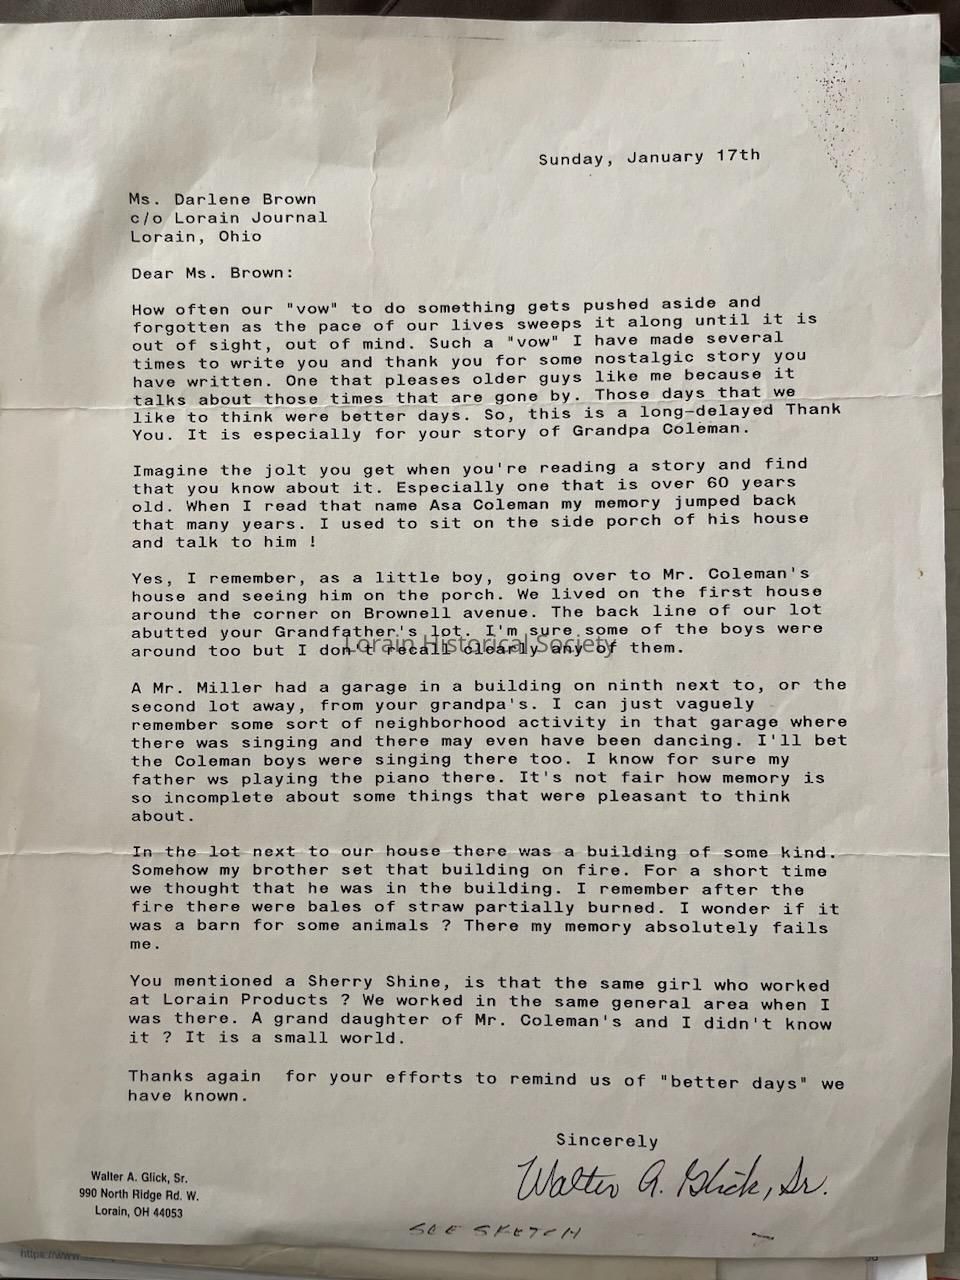 Sunday, January 17th
Ms. Darlene Brown
c/o Lorain Journal
Lorain, Ohio
Dear Ms. Brown:
How often our "vow" to do something gets pushed aside and
forgotten as the pace of our lives sweeps it along until it is
out of sight, out of mind. Such a "vow" I have made several
times to write you and thank you for some nostalgic story you
have written. One that pleases older guys like me because it
talks about those times that are gone by. Those days that we
like to think were better days. So, this is a long-delayed Thank
You. It is especially for your story of Grandpa Coleman.
Imagine the jolt you get when you're reading a story and find
that you know about it. Especially one that is over 60 years
old. When I read that name Asa Coleman my memory jumped back
that many years. I used to sit on the side porch of his house
and talk to him !
Yes, I remember, as a little boy, going over to Mr. Coleman's
house and seeing him on the porch. We lived on the first house
around the corner on Brownell avenue. The back line of our lot
abutted your Grandfather's lot. I'm sure some of the boys were
around too but I don't recall clearly any of them.
Lorain Historical Society
A Mr. Miller had a garage in a building on ninth next to, or the
second lot away, from your grandpa's. I can just vaguely
remember some sort of neighborhood activity in that garage where
there was singing and there may even have been dancing. I'll bet
the Coleman boys were singing there too. I know for sure my
father ws playing the piano there. It's not fair how memory is
so incomplete about some things that were pleasant to think
about.
In the lot next to our house there was a building of some kind.
Somehow my brother set that building on fire. For a short time
we thought that he was in the building. I remember after the
fire there were bales of straw partially burned. I wonder if it
was a barn for some animals ? There my memory absolutely fails
me.
You mentioned a Sherry Shine, is that the same girl who worked
at Lorain Products ? We worked in the same general area when I
was there. A grand daughter of Mr. Coleman's and I didn't know
it ? It is a small world.
Thanks again  for your efforts to remind us of "better days" we
have known.
Sincerely
Walter A. Glick, Sr.
Walter A. Glick, Sr.
990 North Ridge Rd. W.
Lorain, OH 44053
SEE SKETCH
https://www.